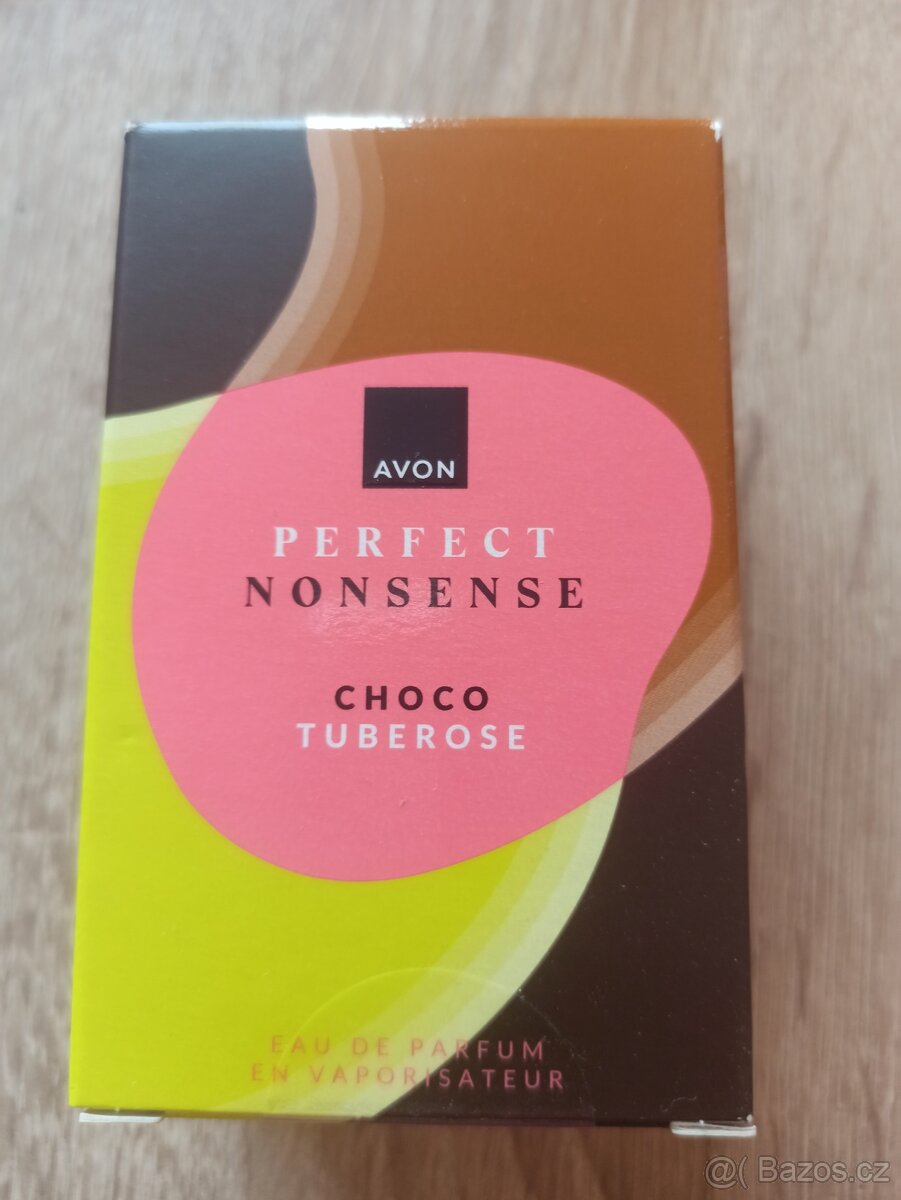 AVON
PERFECT
NONSENSE
CHOCO
TUBEROSE
EAU DE PARFUM
EN VAPORISATEUR
@( Bazos.cz